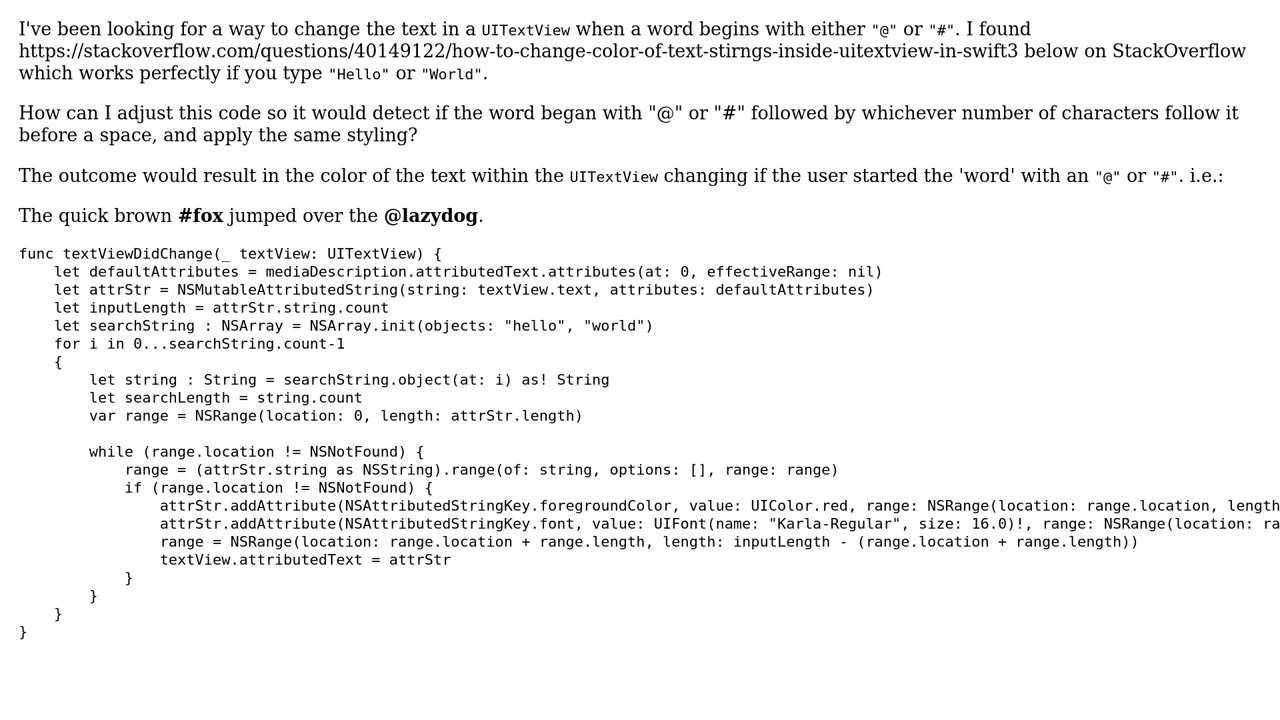 I've been looking for a way to change the text in a UITextView when a word begins with either "@" or "#". I found
https://stackoverflow.com/questions/40149122/how-to-change-color-of-text-stirngs-inside-uitextview-in-swift3 below on StackOverflow
which works perfectly if you type "Hello" or "World".
How can I adjust this code so it would detect if the word began with "@" or "#" followed by whichever number of characters follow it
before a space, and apply the same styling?
The outcome would result in the color of the text within the UITextView changing if the user started the 'word' with an "@" or "#". i.e.:
The quick brown #fox jumped over the @lazydog.
func textViewDidChange(_ textView: UITextView) {
    let defaultAttributes = mediaDescription.attributedText.attributes(at: 0, effectiveRange: nil)
    let attrStr = NSMutableAttributedString(string: textView.text, attributes: defaultAttributes)
    let inputLength = attrStr.string.count
    let searchString : NSArray = NSArray.init(objects: "hello", "world")
    for i in 0...searchString.count-1
    {
        let string : String = searchString.object(at: i) as! String
        let searchLength = string.count
        var range = NSRange(location: 0, length: attrStr.length)
        while (range.location != NSNotFound) {
            range = (attrStr.string as NSString).range(of: string, options: [], range: range)
            if (range.location != NSNotFound) {
                attrStr.addAttribute(NSAttributedStringKey.foregroundColor, value: UIColor.red, range: NSRange(location: range.location, length
                attrStr.addAttribute(NSAttributedStringKey.font, value: UIFont(name: "Karla-Regular", size: 16.0)!, range: NSRange(location: ra
                range = NSRange(location: range.location + range.length, length: inputLength - (range.location + range.length))
                textView.attributedText = attrStr
            }
        }
    }
}